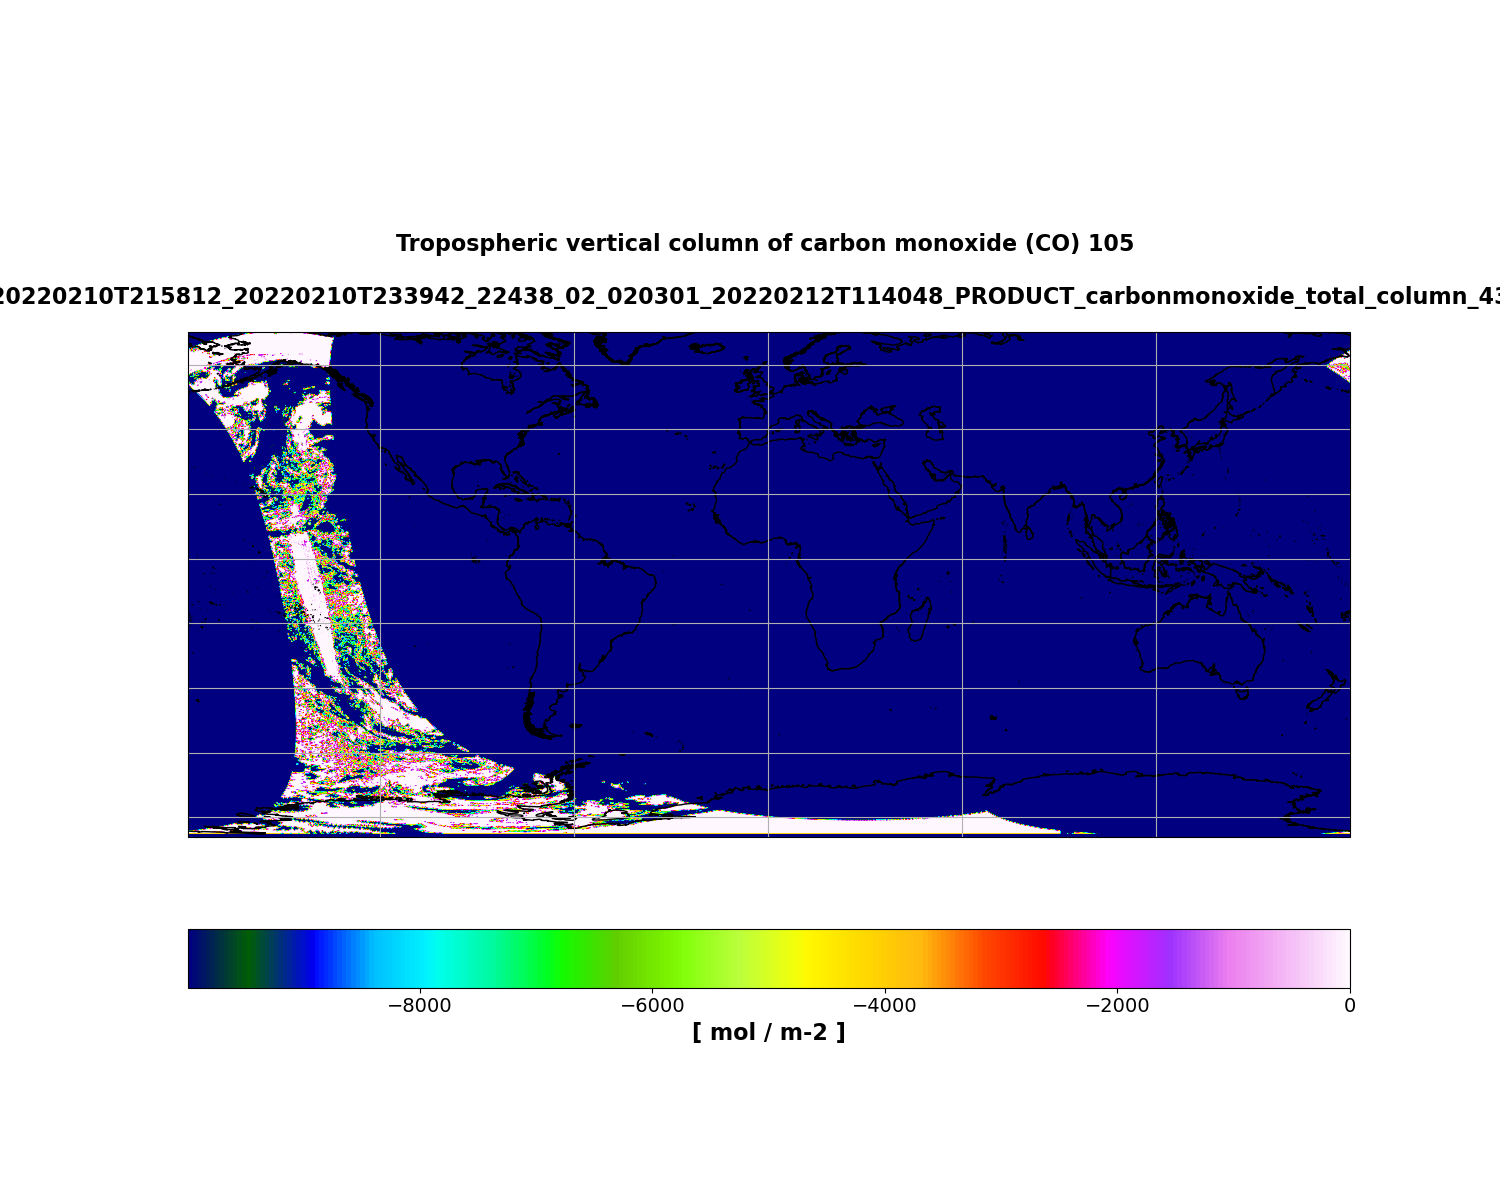 Tropospheric vertical column of carbon monoxide (CO) 105
20220210T215812_20220210T233942_22438_02_020301_20220212T114048_PRODUCT_carbonmonoxide_total_column_43
−8000 −6000 −4000 −2000 0
[ mol / m-2 ]